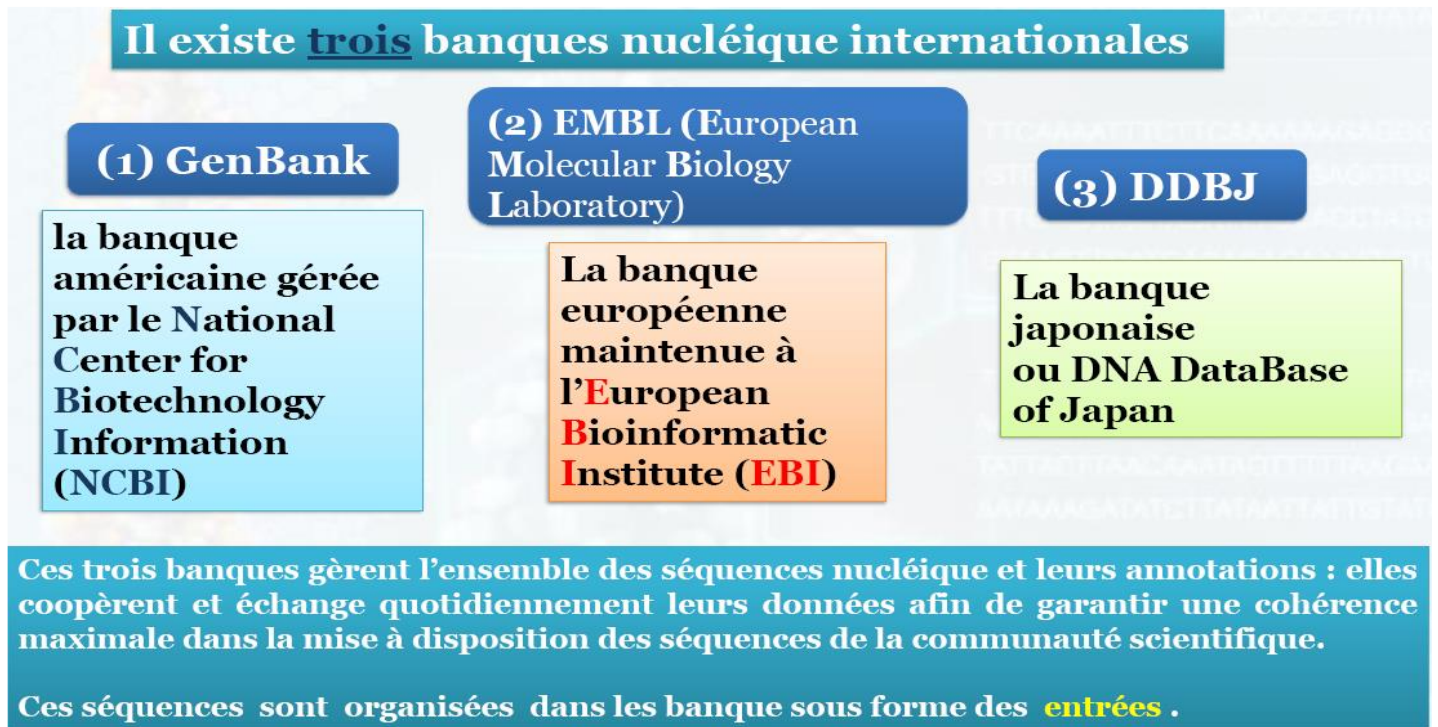 Il existe trois banques nucléique internationales
(1) GenBank
la banque
américaine gérée
par le National
Center for
Biotechnology
Information
(NCBI)
(2) EMBL (European
Molecular Biology
Laboratory)
La banque
européenne
maintenue à
l’European
Bioinformatic
Institute (EBI)
(3) DDBJ
La banque
japonaise
ou DNA DataBase
of Japan
Ces trois banques gèrent l’ensemble des séquences nucléique et leurs annotations : elles
coopèrent et échange quotidiennement leurs données afin de garantir une cohérence
maximale dans la mise à disposition des séquences de la communauté scientifique.
Ces séquences sont organisées dans les banque sous forme des entrées .